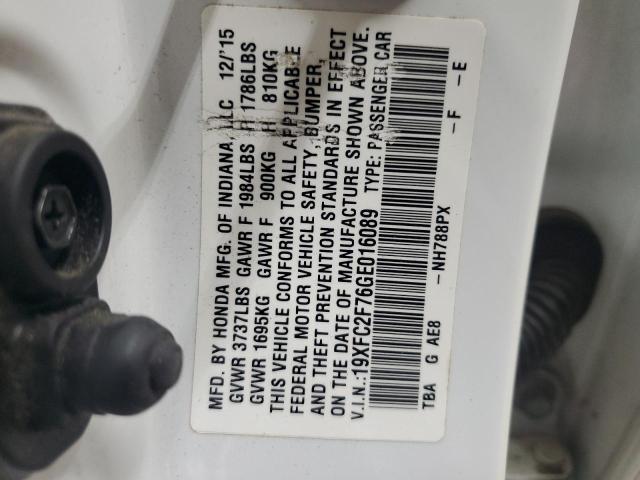 MFD. BY HONDA MFG. OF INDIANA, LLC 12/15
GVWR 3737LBS GAWR F 1984LBS R 1786LBS
GVWR 1695KG GAWR F 900KG R 810KG
THIS VEHICLE CONFORMS TO ALL APPLICABLE
FEDERAL MOTOR VEHICLE SAFETY, BUMPER,
AND THEFT PREVENTION STANDARDS IN EFFECT
ON THE DATE OF MANUFACTURE SHOWN ABOVE.
V.I.N.:19XFC2F76GE016089 TYPE: PASSENGER CAR
TBA G AE8 -NH788PX -F -E